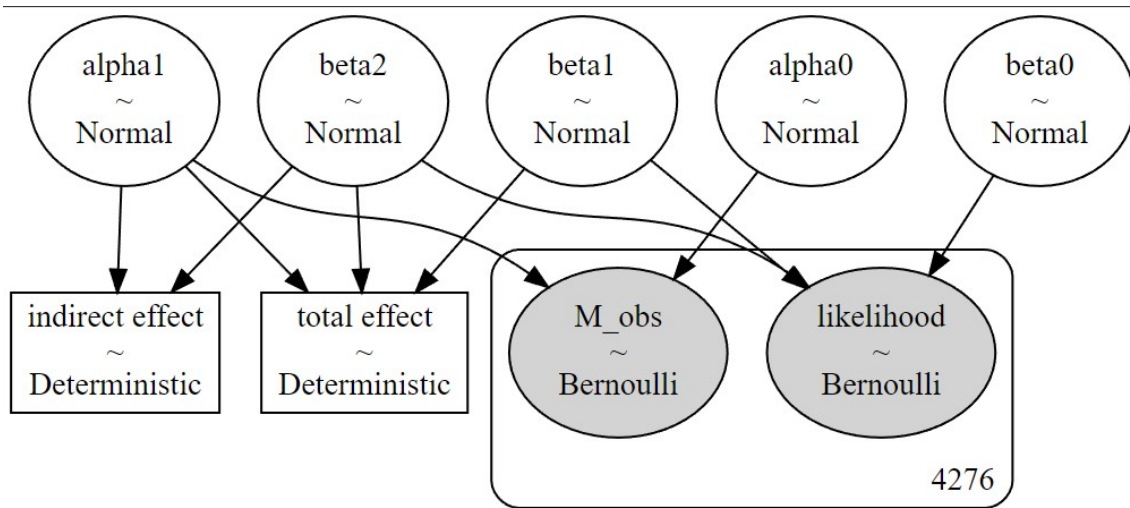 alpha1
~
Normal
beta2
~
Normal
beta1
~
Normal
alpha0
~
Normal
beta0
~
Normal
indirect effect
~
Deterministic
total effect
~
Deterministic
M_obs
~
Bernoulli
likelihood
~
Bernoulli
4276